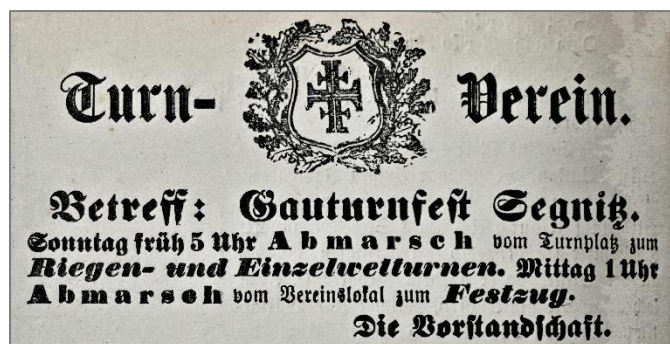 Turn-Verein.
Betreff: Gauturnfest Segnitz.
Sonntag früh 5 Uhr Abmarsch vom Turnplatz zum
Riegen- und Einzelwetturnen. Mittag 1 Uhr
Abmarsch vom Vereinslokal zum Festzug.
Die Vorstandschaft.